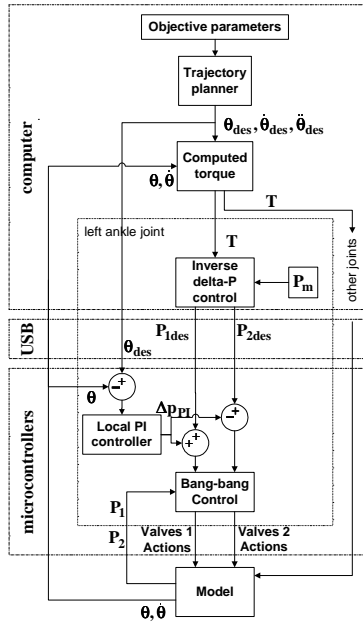 Objective parameters
Trajectory
planner
θdes, θ̇des, θ̈des
computer
Computed
torque
θ, θ̇
T
left ankle joint
T
other joints
Inverse
delta-P
control
Pm
P1des
P2des
USB
θdes
- +
θ
Local PI
controller
ΔpPI
- +
+ +
microcontrollers
P1
Bang-bang
Control
P2
Valves 1
Actions
Valves 2
Actions
Model
θ, θ̇